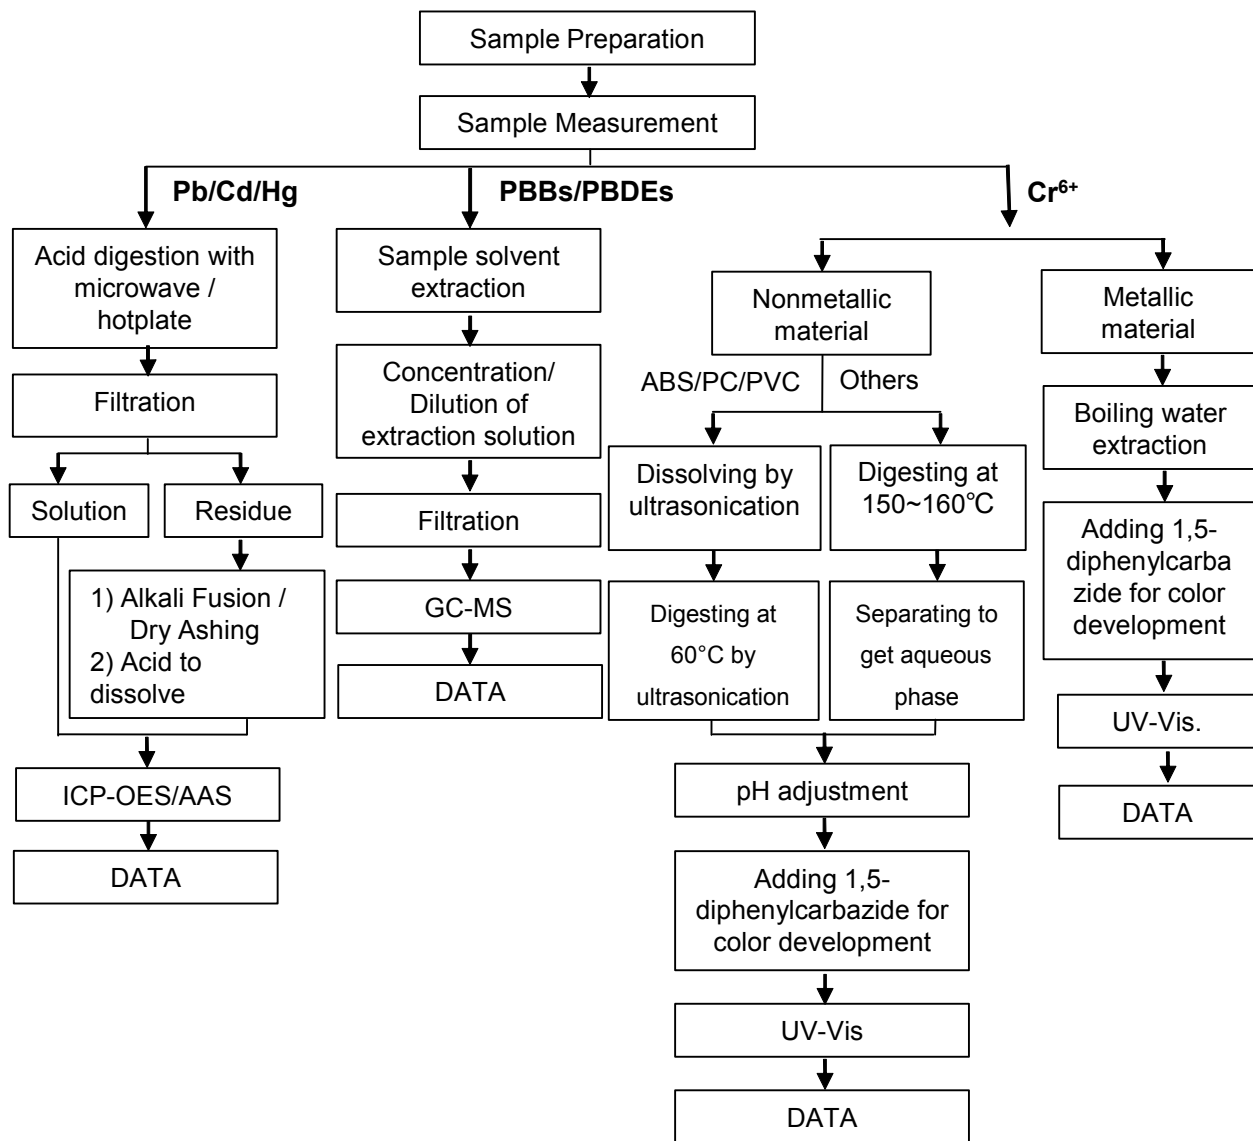 Sample Preparation
Sample Measurement
Pb/Cd/Hg
PBBs/PBDEs
Cr⁶⁺
Acid digestion with
microwave /
hotplate
Filtration
Solution
Residue
1) Alkali Fusion /
Dry Ashing
2) Acid to
dissolve
ICP-OES/AAS
DATA
Sample solvent
extraction
Concentration/
Dilution of
extraction solution
Filtration
GC-MS
DATA
Nonmetallic
material
ABS/PC/PVC
Others
Dissolving by
ultrasonication
Digesting at
60°C by
ultrasonication
Digesting at
150~160℃
Separating to
get aqueous
phase
pH adjustment
Adding 1,5-
diphenylcarbazide for
color development
UV-Vis
DATA
Metallic
material
Boiling water
extraction
Adding 1,5-
diphenylcarba
zide for color
development
UV-Vis.
DATA